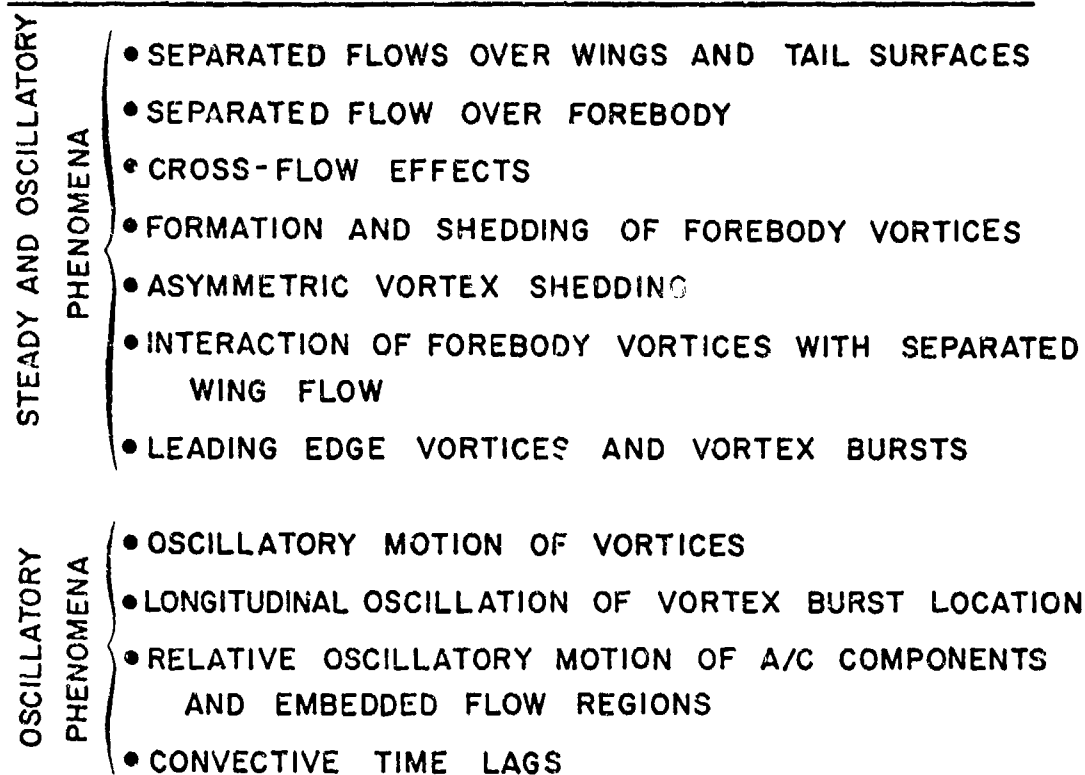 STEADY AND OSCILLATORY
PHENOMENA
• SEPARATED FLOWS OVER WINGS AND TAIL SURFACES
• SEPARATED FLOW OVER FOREBODY
• CROSS-FLOW EFFECTS
• FORMATION AND SHEDDING OF FOREBODY VORTICES
• ASYMMETRIC VORTEX SHEDDING
• INTERACTION OF FOREBODY VORTICES WITH SEPARATED
WING FLOW
• LEADING EDGE VORTICES AND VORTEX BURSTS
OSCILLATORY
PHENOMENA
• OSCILLATORY MOTION OF VORTICES
• LONGITUDINAL OSCILLATION OF VORTEX BURST LOCATION
• RELATIVE OSCILLATORY MOTION OF A/C COMPONENTS
AND EMBEDDED FLOW REGIONS
• CONVECTIVE TIME LAGS